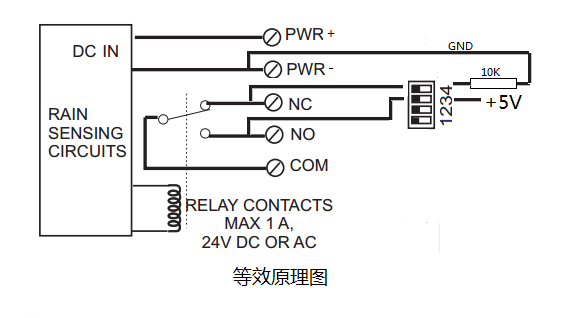 DC IN
PWR +
GND
PWR -
10K
NC
1234
+5V
RAIN
SENSING
CIRCUITS
NO
COM
RELAY CONTACTS
MAX 1 A,
24V DC OR AC
等效原理图